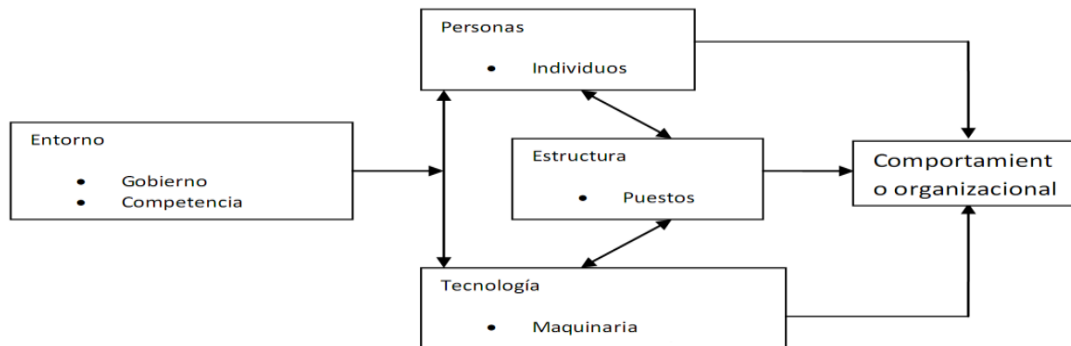 Personas
• Individuos
Entorno
• Gobierno
• Competencia
Estructura
• Puestos
Comportamient
o organizacional
Tecnología
• Maquinaria